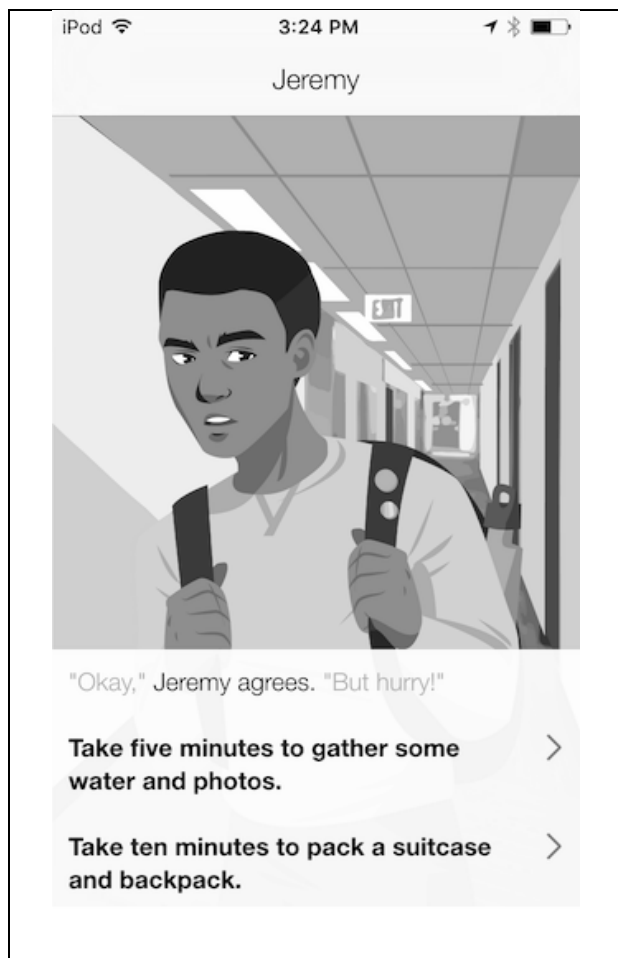 iPod 3:24 PM
Jeremy
EXIT
"Okay," Jeremy agrees. "But hurry!"
Take five minutes to gather some
water and photos.
Take ten minutes to pack a suitcase
and backpack.